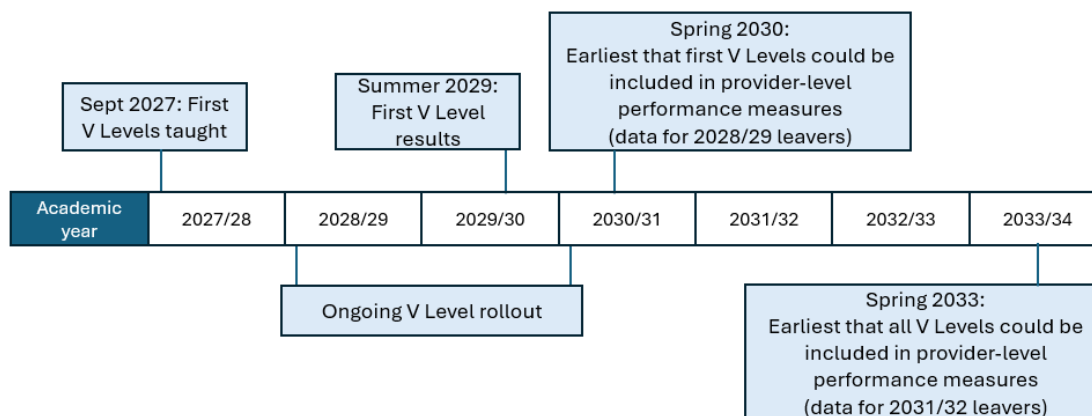 Spring 2030:
Earliest that first V Levels could be
included in provider-level
performance measures
(data for 2028/29 leavers)
Summer 2029:
First V Level
results
Sept 2027: First
V Levels taught
Academic
year
2027/28
2028/29
2029/30
2030/31
2031/32
2032/33
2033/34
Ongoing V Level rollout
Spring 2033:
Earliest that all V Levels could be
included in provider-level
performance measures
(data for 2031/32 leavers)